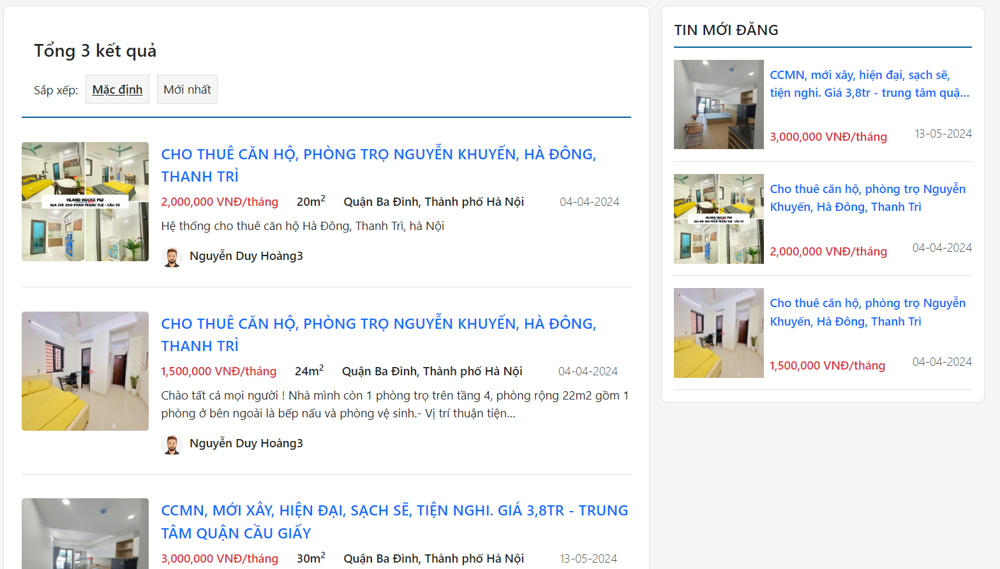 Tổng 3 kết quả
Sắp xếp: Mặc định Mới nhất
HLAND HOUSE 142
ĐỊA CHỈ: 250 PHAN TRỌNG TUỆ - CẦU TÓ
CHO THUÊ CĂN HỘ, PHÒNG TRỌ NGUYỄN KHUYẾN, HÀ ĐÔNG,
THANH TRÌ
2,000,000 VNĐ/tháng 20m² Quận Ba Đình, Thành phố Hà Nội 04-04-2024
Hệ thống cho thuê căn hộ Hà Đông, Thanh Trì, hà Nội
Nguyễn Duy Hoàng3
CHO THUÊ CĂN HỘ, PHÒNG TRỌ NGUYỄN KHUYẾN, HÀ ĐÔNG,
THANH TRÌ
1,500,000 VNĐ/tháng 24m² Quận Ba Đình, Thành phố Hà Nội 04-04-2024
Chào tất cả mọi người ! Nhà mình còn 1 phòng trọ trên tầng 4, phòng rộng 22m2 gồm 1
phòng ở bên ngoài là bếp nấu và phòng vệ sinh.- Vị trí thuận tiện...
Nguyễn Duy Hoàng3
CCMN, MỚI XÂY, HIỆN ĐẠI, SẠCH SẼ, TIỆN NGHI. GIÁ 3,8TR - TRUNG
TÂM QUẬN CẦU GIẤY
3,000,000 VNĐ/tháng 30m² Quận Ba Đình, Thành phố Hà Nội 13-05-2024
TIN MỚI ĐĂNG
CCMN, mới xây, hiện đại, sạch sẽ,
tiện nghi. Giá 3,8tr - trung tâm quậ...
3,000,000 VNĐ/tháng 13-05-2024
HLAND HOUSE 142
ĐỊA CHỈ: 250 PHAN TRỌNG TUỆ - CẦU TÓ
Cho thuê căn hộ, phòng trọ Nguyễn
Khuyến, Hà Đông, Thanh Trì
2,000,000 VNĐ/tháng 04-04-2024
Cho thuê căn hộ, phòng trọ Nguyễn
Khuyến, Hà Đông, Thanh Trì
1,500,000 VNĐ/tháng 04-04-2024